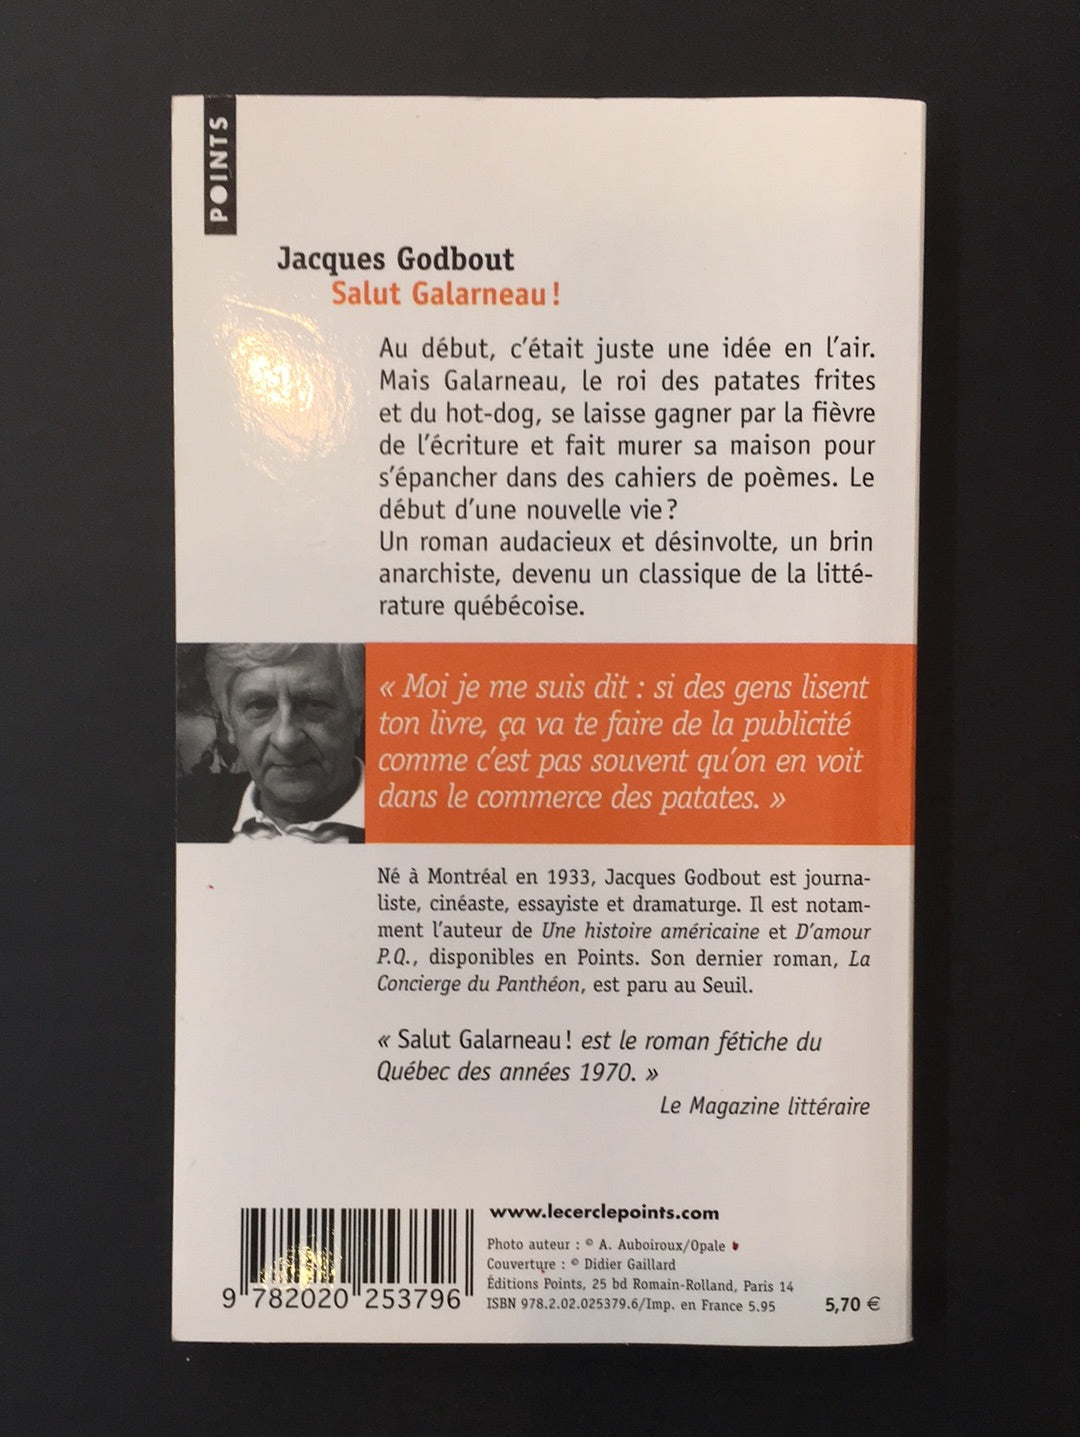 POINTS
Jacques Godbout
Salut Galarneau !
Au début, c'était juste une idée en l'air.
Mais Galarneau, le roi des patates frites
et du hot-dog, se laisse gagner par la fièvre
de l'écriture et fait murer sa maison pour
s'épancher dans des cahiers de poèmes. Le
début d'une nouvelle vie ?
Un roman audacieux et désinvolte, un brin
anarchiste, devenu un classique de la litté-
rature québécoise.
« Moi je me suis dit : si des gens lisent
ton livre, ça va te faire de la publicité
comme c'est pas souvent qu'on en voit
dans le commerce des patates. »
Né à Montréal en 1933, Jacques Godbout est journa-
liste, cinéaste, essayiste et dramaturge. Il est notam-
ment l'auteur de Une histoire américaine et D'amour
P.Q., disponibles en Points. Son dernier roman, La
Concierge du Panthéon, est paru au Seuil.
« Salut Galarneau ! est le roman fétiche du
Québec des années 1970. »
Le Magazine littéraire
www.lecerclepoints.com
Photo auteur : © A. Auboiroux/Opale
Couverture : © Didier Gaillard
Éditions Points, 25 bd Romain-Rolland, Paris 14
ISBN 978.2.02.025379.6/Imp. en France 5.95
5,70 €
9 782020 253796